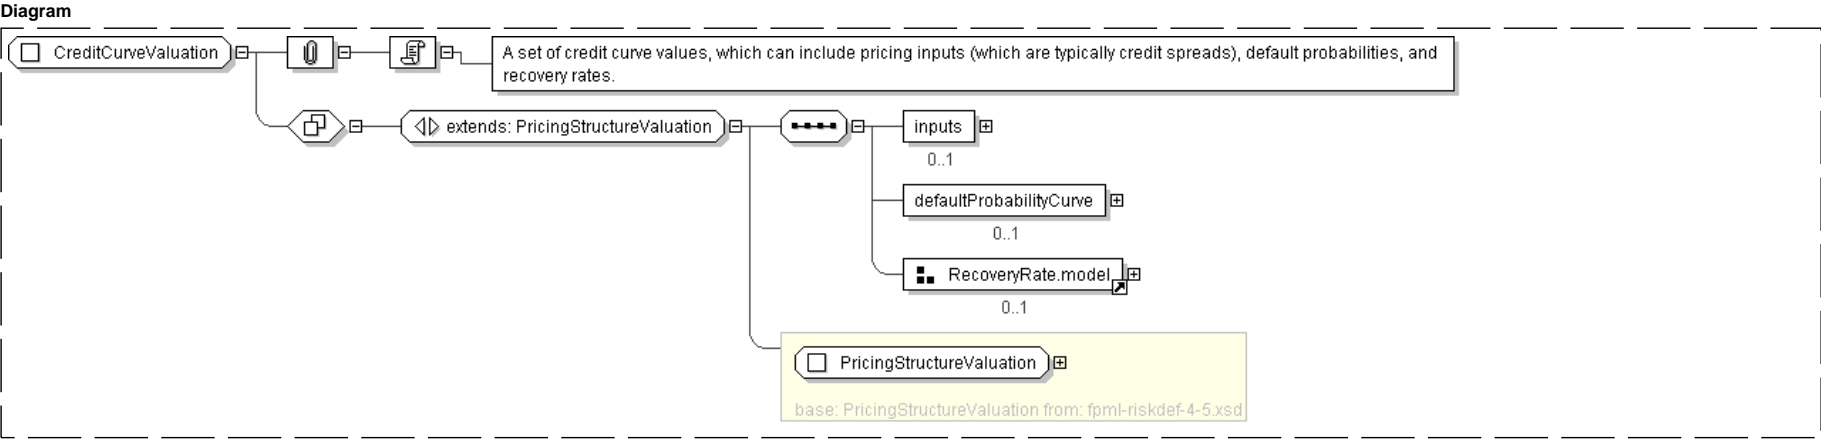 Diagram
CreditCurveValuation
A set of credit curve values, which can include pricing inputs (which are typically credit spreads), default probabilities, and
recovery rates.
extends: PricingStructureValuation
inputs
0..1
defaultProbabilityCurve
0..1
RecoveryRate.model
0..1
PricingStructureValuation
base: PricingStructureValuation from: fpml-riskdef-4-5.xsd